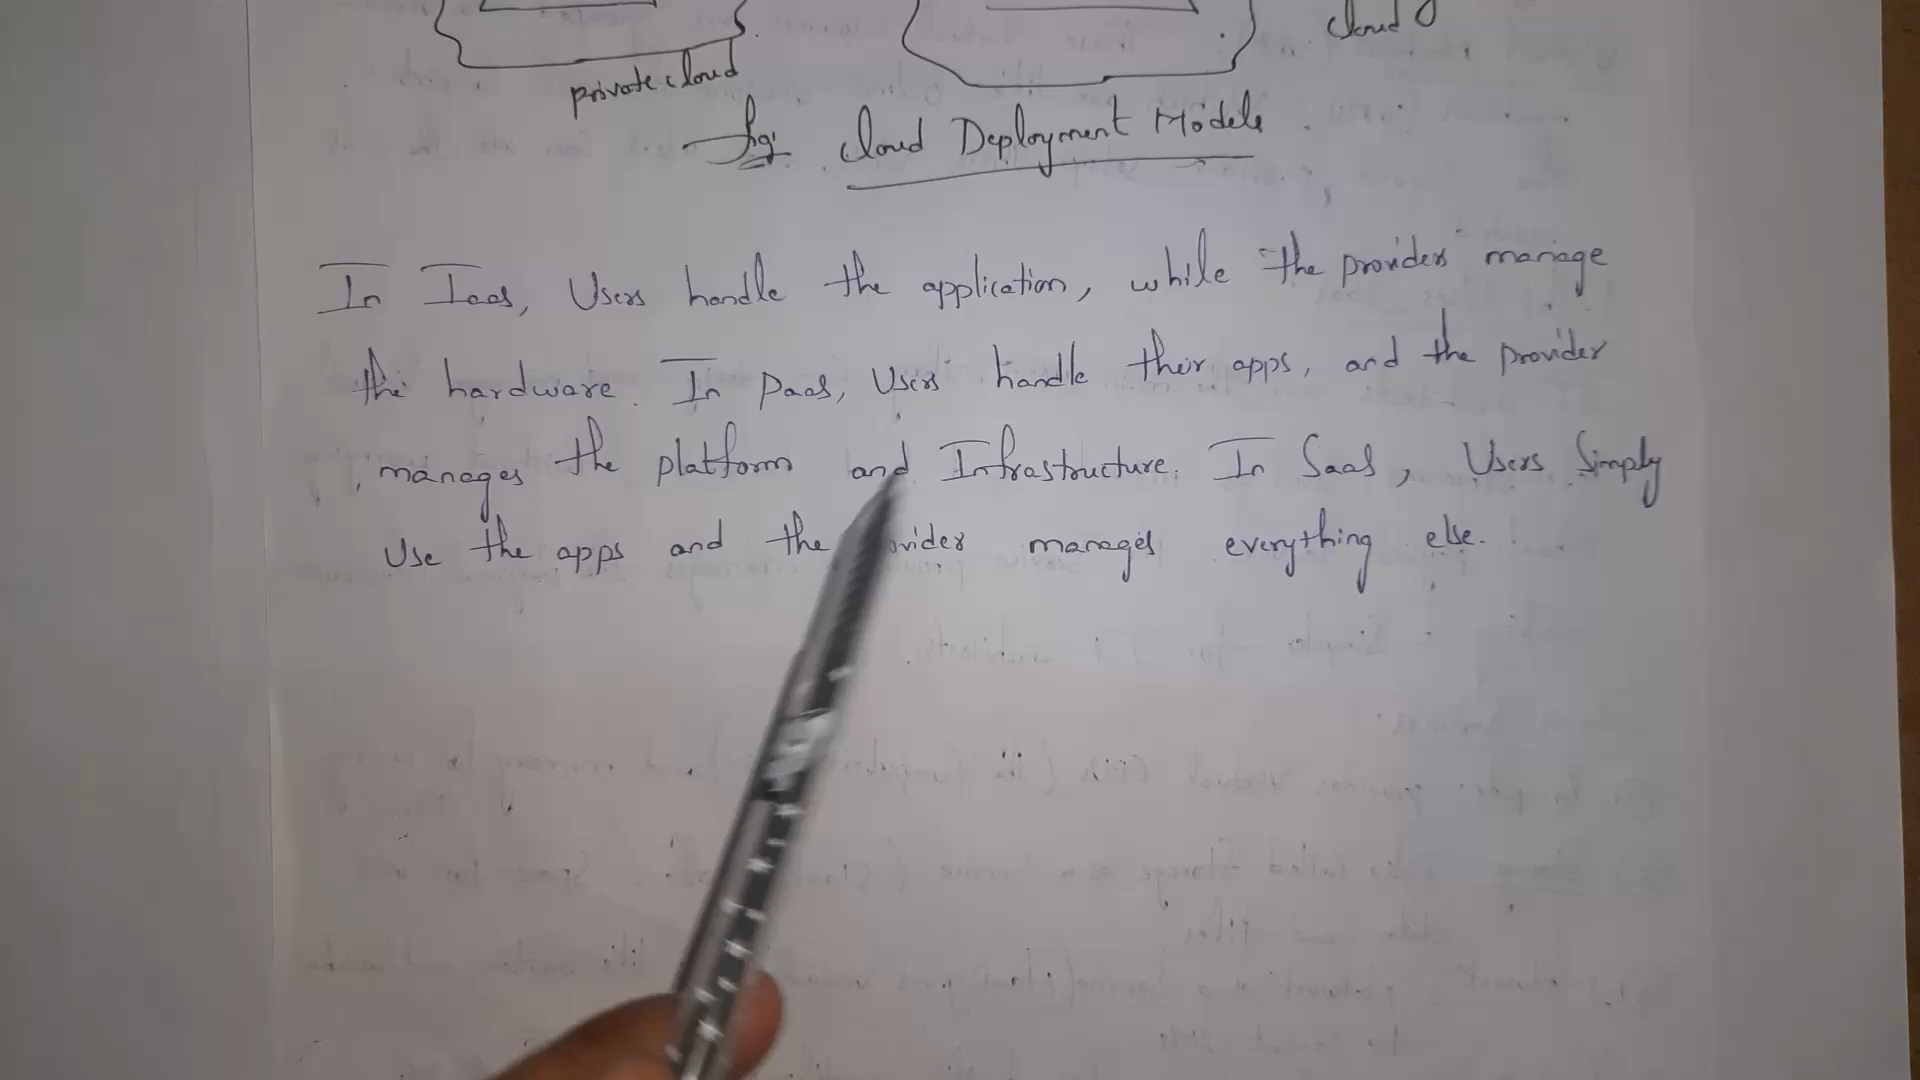 cloud
private cloud
fig: cloud Deployment Models
In Iaas, Users handle the application, while the provider manage
the hardware. In Paas, Users handle their apps, and the provider
manages the platform and Infrastructure. In Saas, Users Simply
Use the apps and the manages everything else.